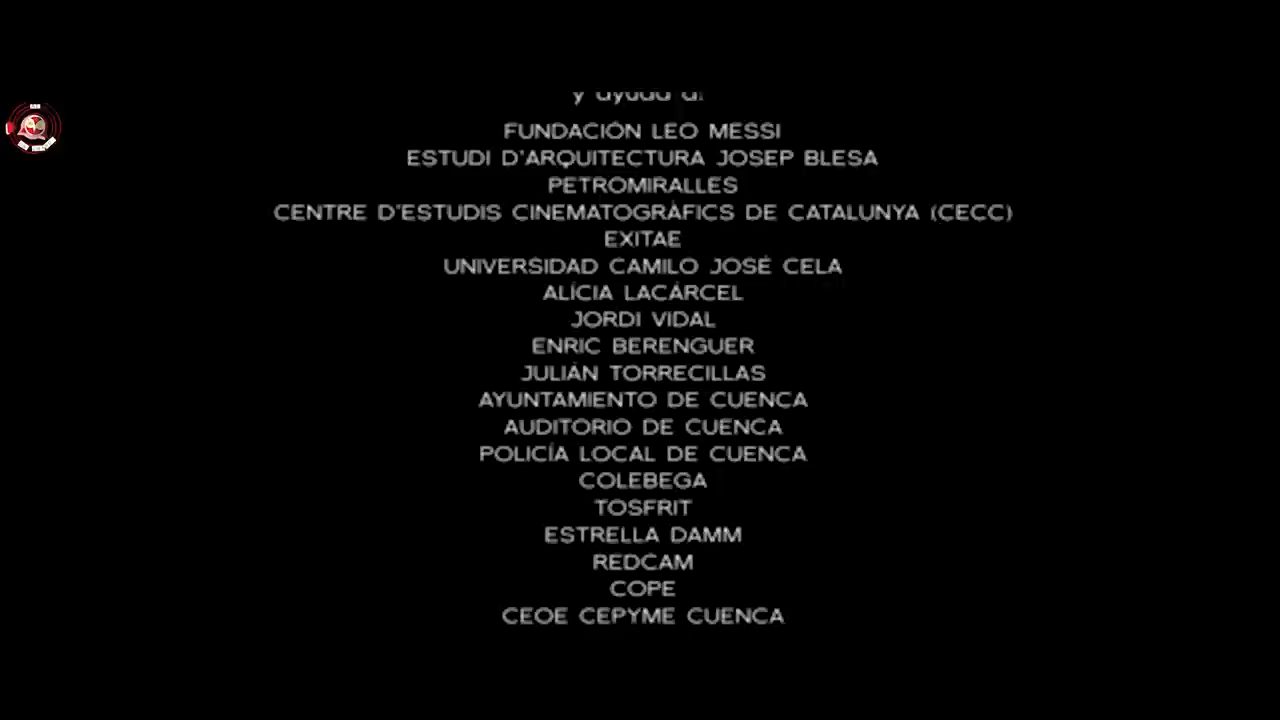 y ayuda a:
FUNDACIÓN LEO MESSI
ESTUDI D'ARQUITECTURA JOSEP BLESA
PETROMIRALLES
CENTRE D'ESTUDIS CINEMATOGRÀFICS DE CATALUNYA (CECC)
EXITAE
UNIVERSIDAD CAMILO JOSÉ CELA
ALÍCIA LACÁRCEL
JORDI VIDAL
ENRIC BERENGUER
JULIÁN TORRECILLAS
AYUNTAMIENTO DE CUENCA
AUDITORIO DE CUENCA
POLICÍA LOCAL DE CUENCA
COLEBEGA
TOSFRIT
ESTRELLA DAMM
REDCAM
COPE
CEOE CEPYME CUENCA